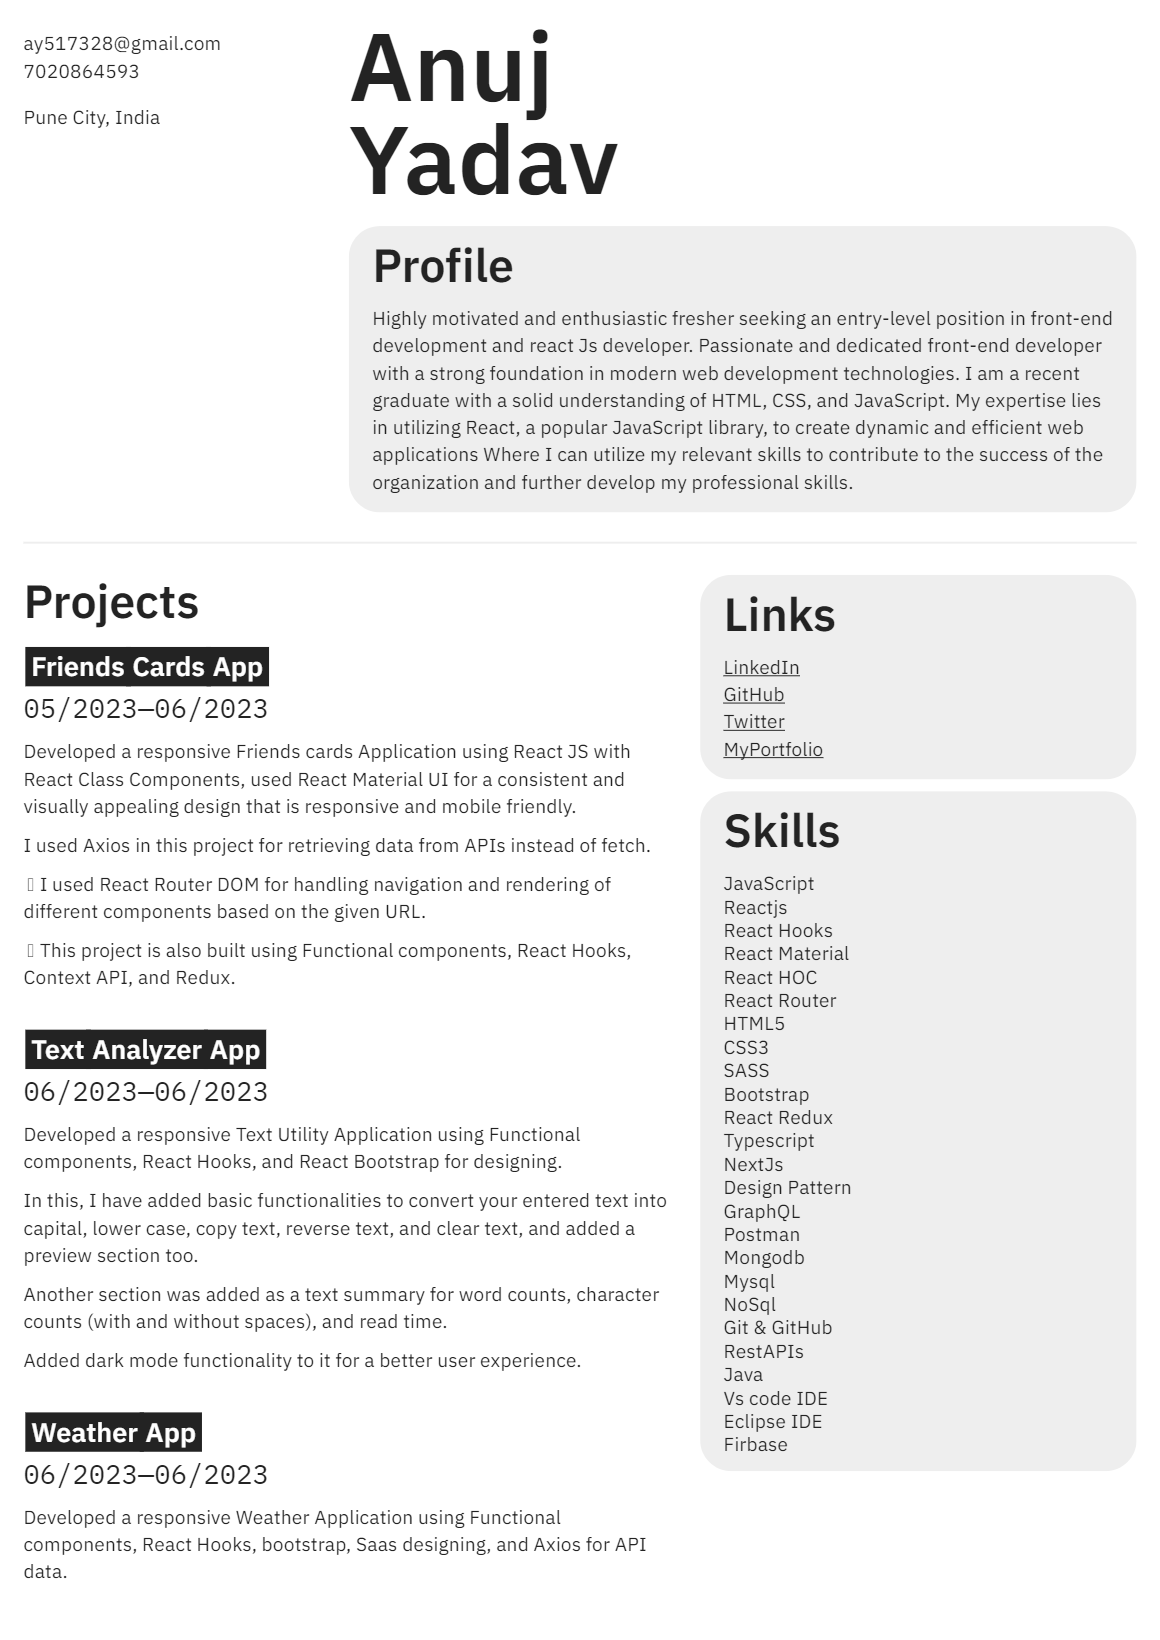 ay517328@gmail.com
7020864593
Pune City, India
Anuj
Yadav
Profile
Highly motivated and enthusiastic fresher seeking an entry-level position in front-end
development and react Js developer. Passionate and dedicated front-end developer
with a strong foundation in modern web development technologies. I am a recent
graduate with a solid understanding of HTML, CSS, and JavaScript. My expertise lies
in utilizing React, a popular JavaScript library, to create dynamic and efficient web
applications Where I can utilize my relevant skills to contribute to the success of the
organization and further develop my professional skills.
Projects
Friends Cards App
05/2023—06/2023
Developed a responsive Friends cards Application using React JS with
React Class Components, used React Material UI for a consistent and
visually appealing design that is responsive and mobile friendly.
I used Axios in this project for retrieving data from APIs instead of fetch.
I used React Router DOM for handling navigation and rendering of
different components based on the given URL.
This project is also built using Functional components, React Hooks,
Context API, and Redux.
Text Analyzer App
06/2023—06/2023
Developed a responsive Text Utility Application using Functional
components, React Hooks, and React Bootstrap for designing.
In this, I have added basic functionalities to convert your entered text into
capital, lower case, copy text, reverse text, and clear text, and added a
preview section too.
Another section was added as a text summary for word counts, character
counts (with and without spaces), and read time.
Added dark mode functionality to it for a better user experience.
Weather App
06/2023—06/2023
Developed a responsive Weather Application using Functional
components, React Hooks, bootstrap, Saas designing, and Axios for API
data.
Links
LinkedIn
GitHub
Twitter
MyPortfolio
Skills
JavaScript
Reactjs
React Hooks
React Material
React HOC
React Router
HTML5
CSS3
SASS
Bootstrap
React Redux
Typescript
NextJs
Design Pattern
GraphQL
Postman
Mongodb
Mysql
NoSql
Git & GitHub
RestAPIs
Java
Vs code IDE
Eclipse IDE
Firbase